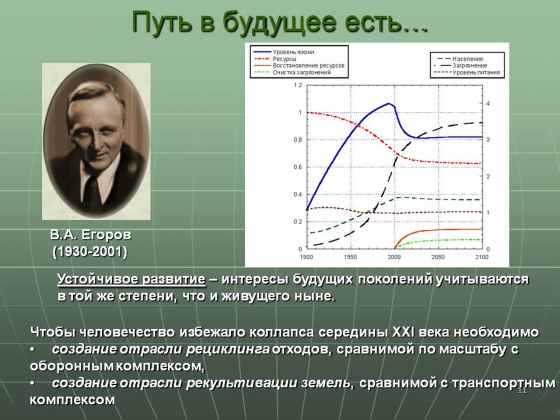 Путь в будущее есть…
Уровень жизни
Ресурсы
Восстановление ресурсов
Очистка загрязнений
Население
Загрязнение
Уровень питания
1 2
1
0.8
0.6
0.4
0.2
0
4
3
2
1
0
1900 1950 2000 2050 2100
В.А. Егоров
(1930-2001)
Устойчивое развитие – интересы будущих поколений учитываются
в той же степени, что и живущего ныне.
Чтобы человечество избежало коллапса середины XXI века необходимо
• создание отрасли рециклинга отходов, сравнимой по масштабу с
оборонным комплексом,
• создание отрасли рекультивации земель, сравнимой с транспортным
комплексом
11